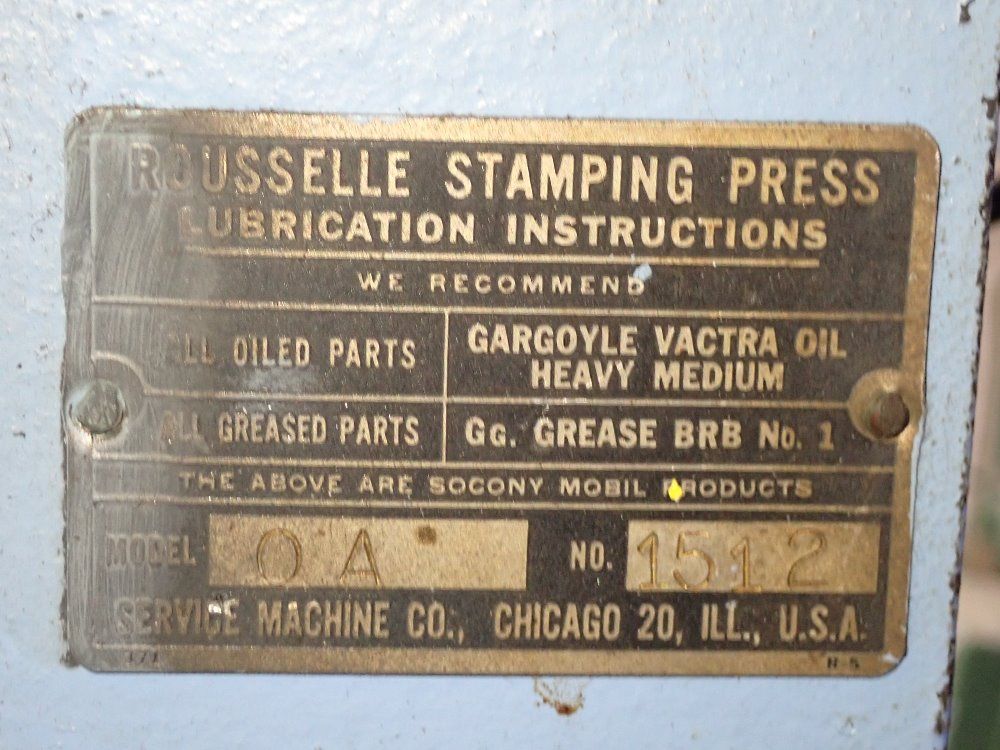 ROUSSELLE STAMPING PRESS
LUBRICATION INSTRUCTIONS
WE RECOMMEND
ALL OILED PARTS
GARGOYLE VACTRA OIL
HEAVY MEDIUM
ALL GREASED PARTS
GG. GREASE BRB NO. 1
THE ABOVE ARE SOCONY MOBIL PRODUCTS
MODEL OA NO. 1512
SERVICE MACHINE CO., CHICAGO 20, ILL., U.S.A.